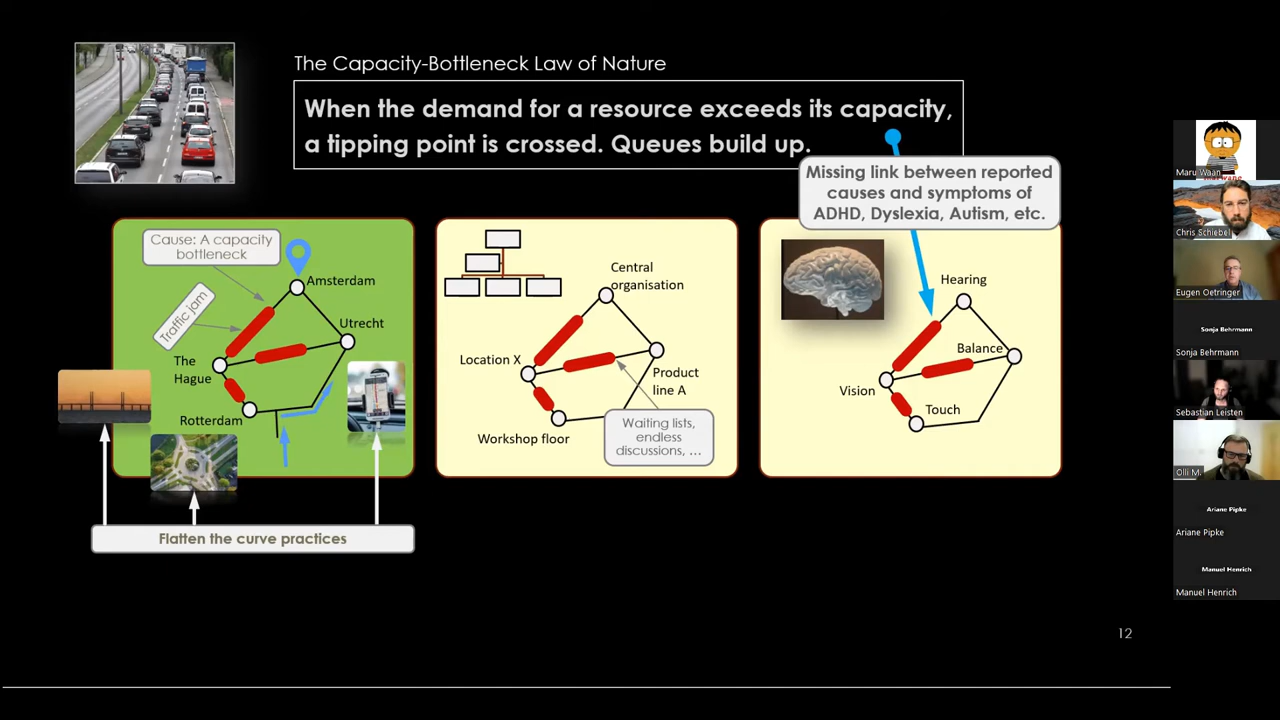 The Capacity-Bottleneck Law of Nature
When the demand for a resource exceeds its capacity,
a tipping point is crossed. Queues build up.
Missing link between reported
causes and symptoms of
ADHD, Dyslexia, Autism, etc.
Cause: A capacity
bottleneck
Traffic jam
Amsterdam
Utrecht
The
Hague
Rotterdam
Flatten the curve practices
Central
organisation
Location X
Product
line A
Workshop floor
Waiting lists,
endless
discussions, ...
Hearing
Balance
Vision
Touch
12
Maru Waan
Chris Schiebel
Eugen Oetringer
Sonja Behrmann
Sonja Behrmann
Sebastian Leisten
Olli M.
Ariane Pipke
Ariane Pipke
Manuel Henrich
Manuel Henrich